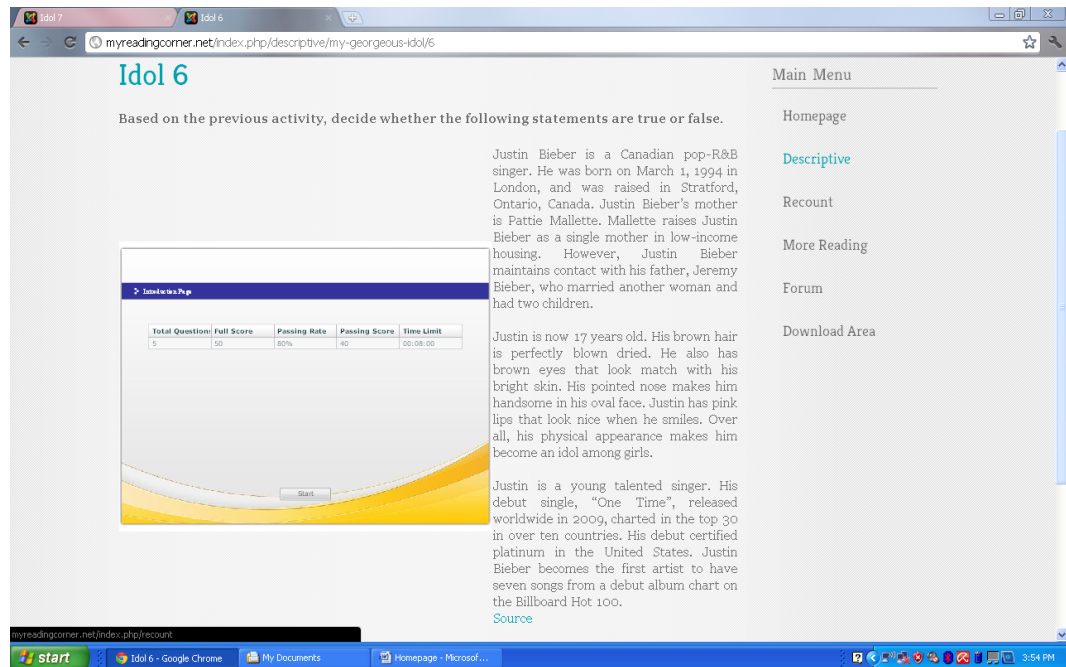 Idol 7
Idol 6
myreadingcorner.net/index.php/descriptive/my-georgeous-idol/6
Idol 6
Based on the previous activity, decide whether the following statements are true or false.
Introduction Page
Total Questions Full Score Passing Rate Passing Score Time Limit
5 50 80% 40 00:08:00
Start
Justin Bieber is a Canadian pop-R&B
singer. He was born on March 1, 1994 in
London, and was raised in Stratford,
Ontario, Canada. Justin Bieber's mother
is Pattie Mallette. Mallette raises Justin
Bieber as a single mother in low-income
housing. However, Justin Bieber
maintains contact with his father, Jeremy
Bieber, who married another woman and
had two children.
Justin is now 17 years old. His brown hair
is perfectly blown dried. He also has
brown eyes that look match with his
bright skin. His pointed nose makes him
handsome in his oval face. Justin has pink
lips that look nice when he smiles. Over
all, his physical appearance makes him
become an idol among girls.
Justin is a young talented singer. His
debut single, “One Time”, released
worldwide in 2009, charted in the top 30
in over ten countries. His debut certified
platinum in the United States. Justin
Bieber becomes the first artist to have
seven songs from a debut album chart on
the Billboard Hot 100.
Source
Main Menu
Homepage
Descriptive
Recount
More Reading
Forum
Download Area
myreadingcorner.net/index.php/recount
start
Idol 6 - Google Chrome
My Documents
Homepage - Microsof...
3:54 PM